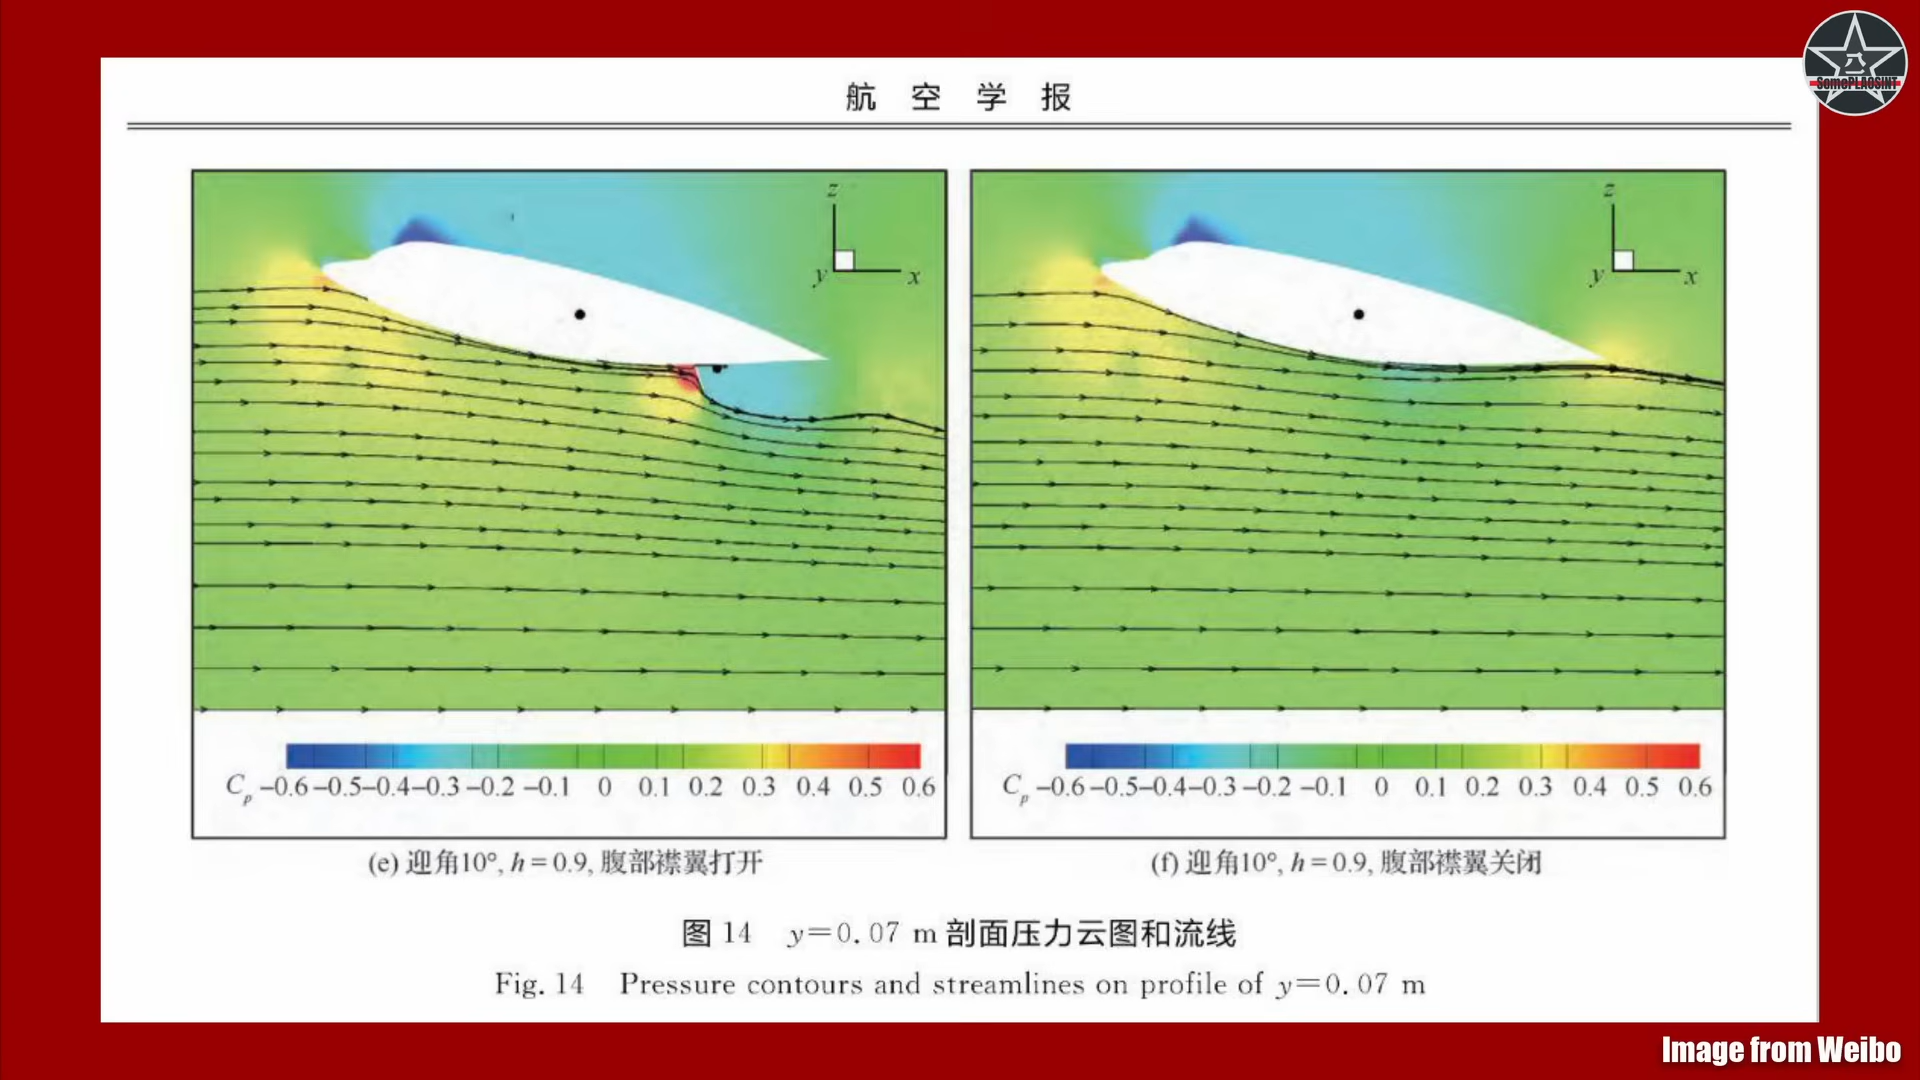 SomePLAOSINT
航 空 学 报
z
y
x
z
y
x
Cp −0.6 −0.5 −0.4 −0.3 −0.2 −0.1 0 0.1 0.2 0.3 0.4 0.5 0.6
Cp −0.6 −0.5 −0.4 −0.3 −0.2 −0.1 0 0.1 0.2 0.3 0.4 0.5 0.6
(e) 迎角10°, h = 0.9, 腹部襟翼打开
(f) 迎角10°, h = 0.9, 腹部襟翼关闭
图 14 y=0.07 m 剖面压力云图和流线
Fig. 14 Pressure contours and streamlines on profile of y=0.07 m
Image from Weibo